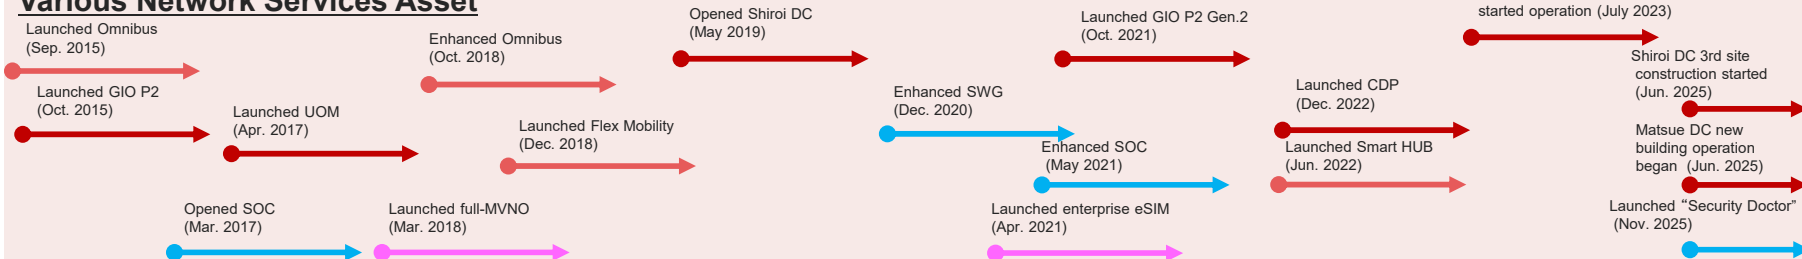 Various Network Services Asset
Launched Omnibus
(Sep. 2015)
Launched GIO P2
(Oct. 2015)
Launched UOM
(Apr. 2017)
Opened SOC
(Mar. 2017)
Enhanced Omnibus
(Oct. 2018)
Launched Flex Mobility
(Dec. 2018)
Launched full-MVNO
(Mar. 2018)
Opened Shiroi DC
(May 2019)
Enhanced SWG
(Dec. 2020)
Launched GIO P2 Gen.2
(Oct. 2021)
Enhanced SOC
(May 2021)
Launched enterprise eSIM
(Apr. 2021)
Launched CDP
(Dec. 2022)
Launched Smart HUB
(Jun. 2022)
started operation (July 2023)
Shiroi DC 3rd site
construction started
(Jun. 2025)
Matsue DC new
building operation
began (Jun. 2025)
Launched “Security Doctor”
(Nov. 2025)